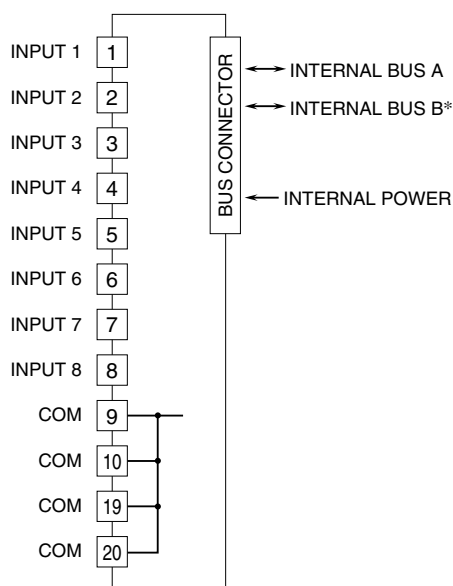 INPUT 1 1
INPUT 2 2
INPUT 3 3
INPUT 4 4
INPUT 5 5
INPUT 6 6
INPUT 7 7
INPUT 8 8
COM 9
COM 10
COM 19
COM 20
BUS CONNECTOR
INTERNAL BUS A
INTERNAL BUS B*
INTERNAL POWER